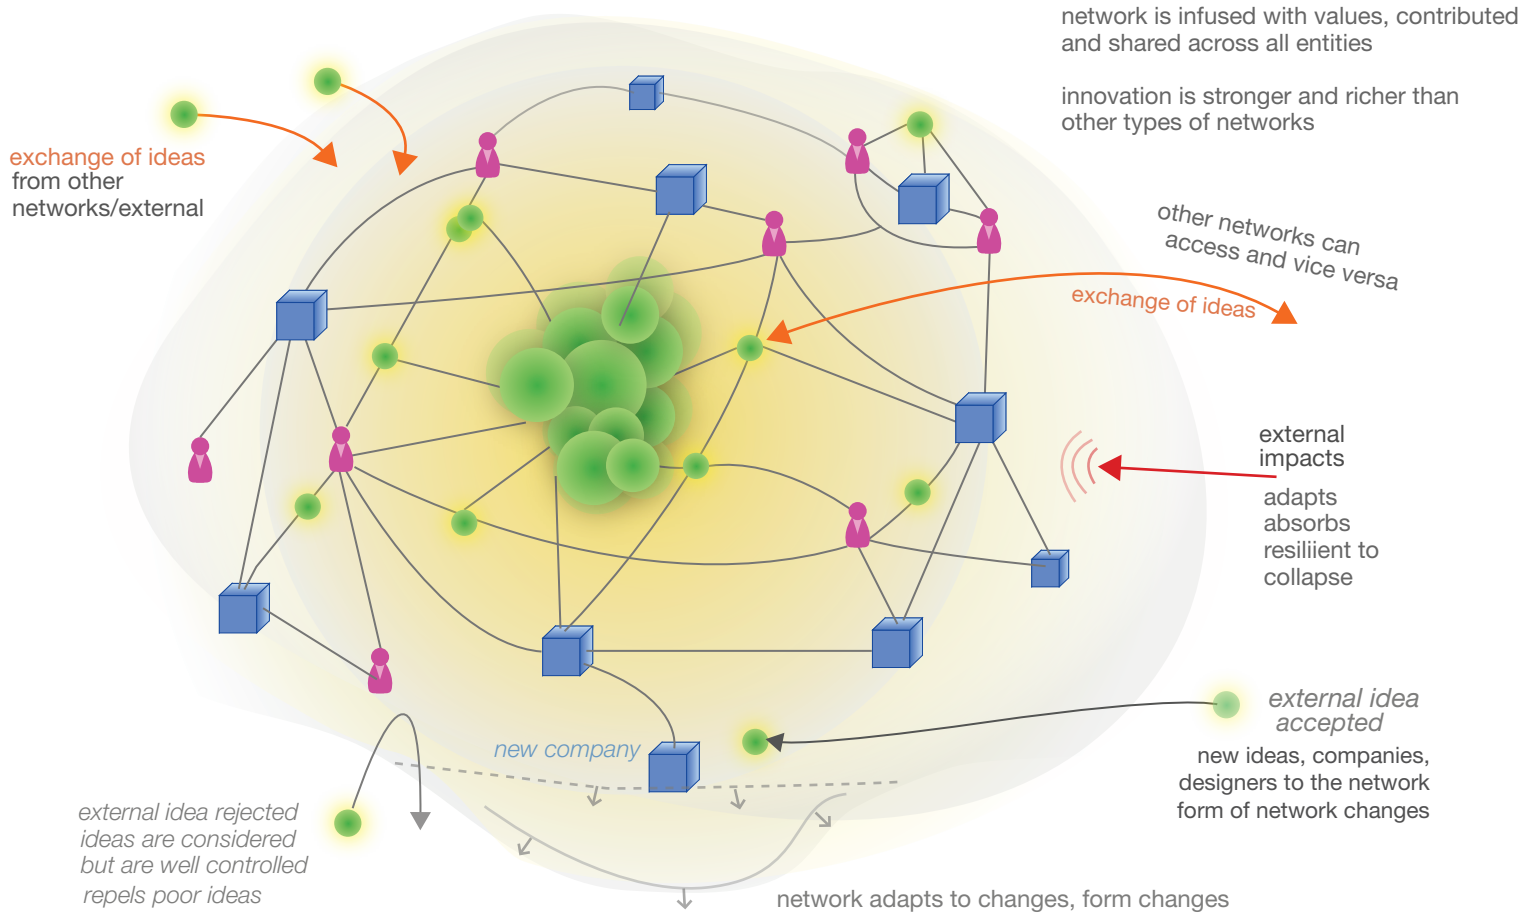 network is infused with values, contributed
and shared across all entities
innovation is stronger and richer than
other types of networks
exchange of ideas
from other
networks/external
other networks can
access and vice versa
exchange of ideas
external
impacts
adapts
absorbs
resiliient to
collapse
external idea
accepted
new ideas, companies,
designers to the network
form of network changes
new company
external idea rejected
ideas are considered
but are well controlled
repels poor ideas
network adapts to changes, form changes